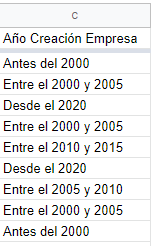 C
Año Creación Empresa
Antes del 2000
Entre el 2000 y 2005
Desde el 2020
Entre el 2000 y 2005
Entre el 2010 y 2015
Desde el 2020
Entre el 2005 y 2010
Entre el 2000 y 2005
Antes del 2000